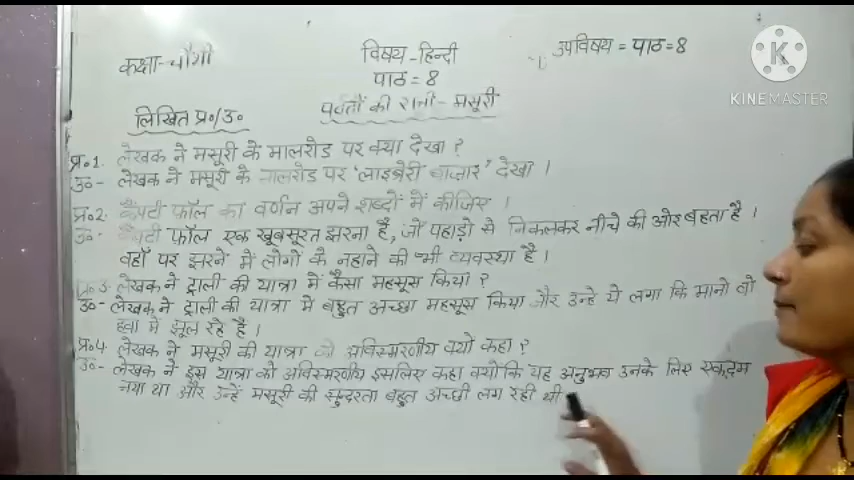 कक्षा-चौथी
विषय-हिन्दी
उपविषय = पाठ=8
पाठ=8
पर्वतों की रानी - मसूरी
लिखित प्र०/उ०
प्र०1. लेखक ने मसूरी के मालरोड पर क्या देखा ?
उ०- लेखक ने मसूरी के मालरोड पर 'लाइब्रेरी बाज़ार' देखा ।
प्र०2. कैंपटी फॉल का वर्णन अपने शब्दों में कीजिए ।
उ०- कैंपटी फॉल एक खूबसूरत झरना है, जो पहाड़ो से निकलकर नीचे की ओर बहता है ।
वहाँ पर झरने में लोगों के नहाने की भी व्यवस्था है ।
प्र०3. लेखक ने ट्राली की यात्रा में कैसा महसूस किया ?
उ०- लेखक ने ट्राली की यात्रा में बहुत अच्छा महसूस किया और उन्हे ये लगा कि मानो वो
हवा में झूल रहे है ।
प्र०4. लेखक ने मसूरी की यात्रा को अविस्मरणीय क्यो कहा ?
उ०- लेखक ने इस यात्रा को अविस्मरणीय इसलिए कहा क्योकि यह अनुभव उनके लिए एकदम
नया था और उन्हें मसूरी की सुन्दरता बहुत अच्छी लग रही थी
KINEMASTER